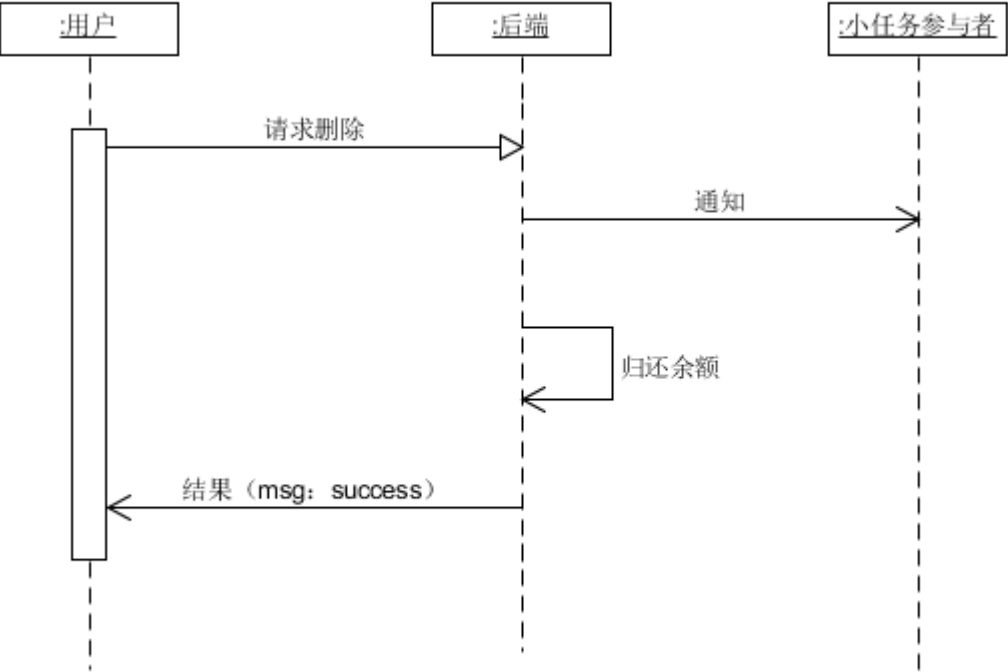 :用户
:后端
:小任务参与者
请求删除
通知
归还余额
结果（msg：success）